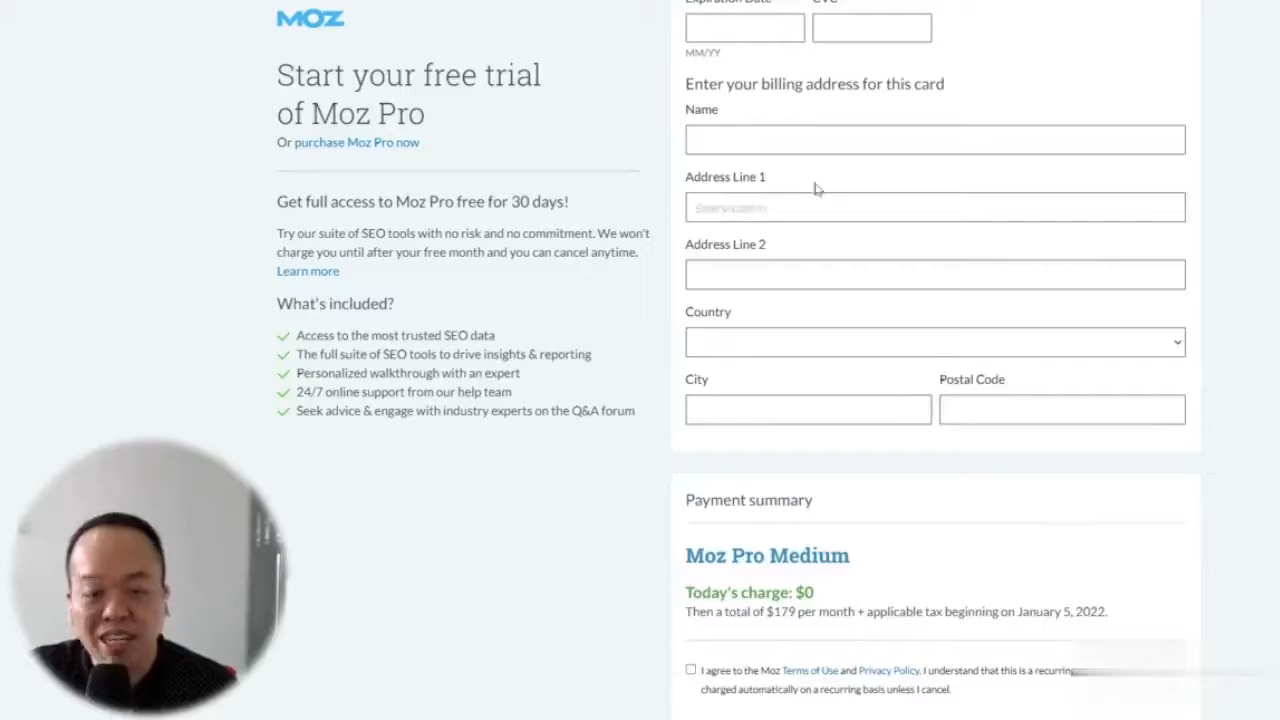 MOZ
Start your free trial
of Moz Pro
Or purchase Moz Pro now
Get full access to Moz Pro free for 30 days!
Try our suite of SEO tools with no risk and no commitment. We won't
charge you until after your free month and you can cancel anytime.
Learn more
What's included?
Access to the most trusted SEO data
The full suite of SEO tools to drive insights & reporting
Personalized walkthrough with an expert
24/7 online support from our help team
Seek advice & engage with industry experts on the Q&A forum
Expiration Date CVC
MM/YY
Enter your billing address for this card
Name
Address Line 1
Address Line 2
Country
City Postal Code
Payment summary
Moz Pro Medium
Today's charge: $0
Then a total of $179 per month + applicable tax beginning on January 5, 2022.
I agree to the Moz Terms of Use and Privacy Policy. I understand that this is a recurring
charged automatically on a recurring basis unless I cancel.